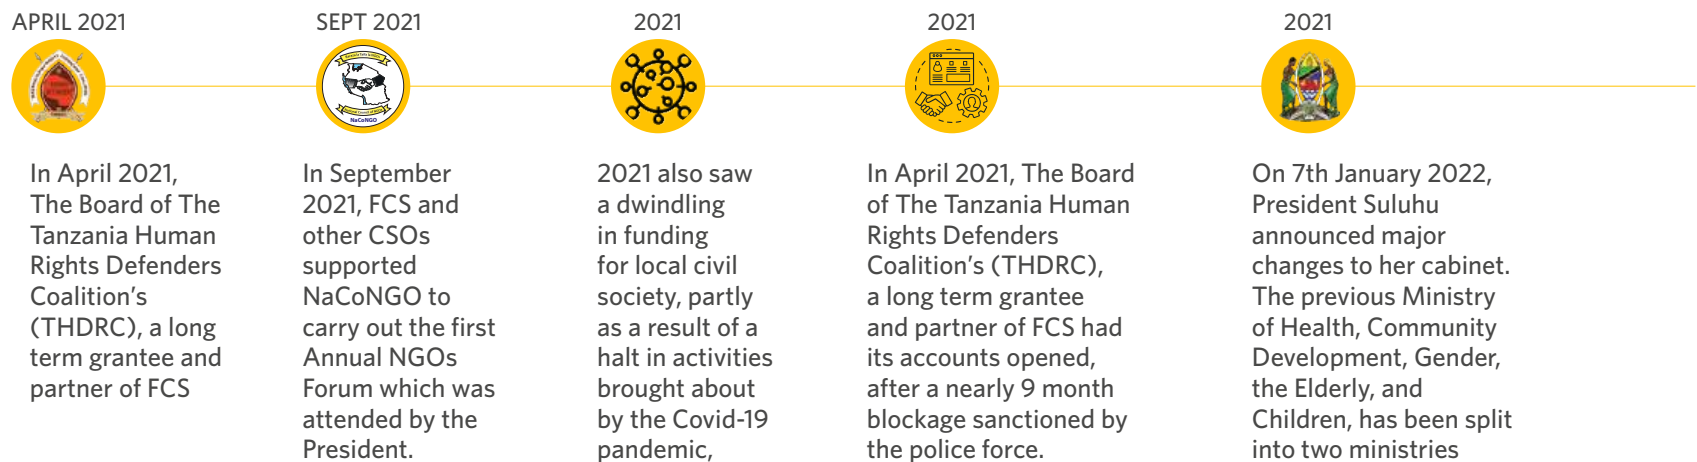 APRIL 2021
SEPT 2021
2021
2021
2021
NaCoNGO
In April 2021,
The Board of The
Tanzania Human
Rights Defenders
Coalition's
(THDRC), a long
term grantee and
partner of FCS
In September
2021, FCS and
other CSOs
supported
NaCoNGO to
carry out the first
Annual NGOs
Forum which was
attended by the
President.
2021 also saw
a dwindling
in funding
for local civil
society, partly
as a result of a
halt in activities
brought about
by the Covid-19
pandemic,
In April 2021, The Board
of The Tanzania Human
Rights Defenders
Coalition's (THDRC),
a long term grantee
and partner of FCS had
its accounts opened,
after a nearly 9 month
blockage sanctioned by
the police force.
On 7th January 2022,
President Suluhu
announced major
changes to her cabinet.
The previous Ministry
of Health, Community
Development, Gender,
the Elderly, and
Children, has been split
into two ministries